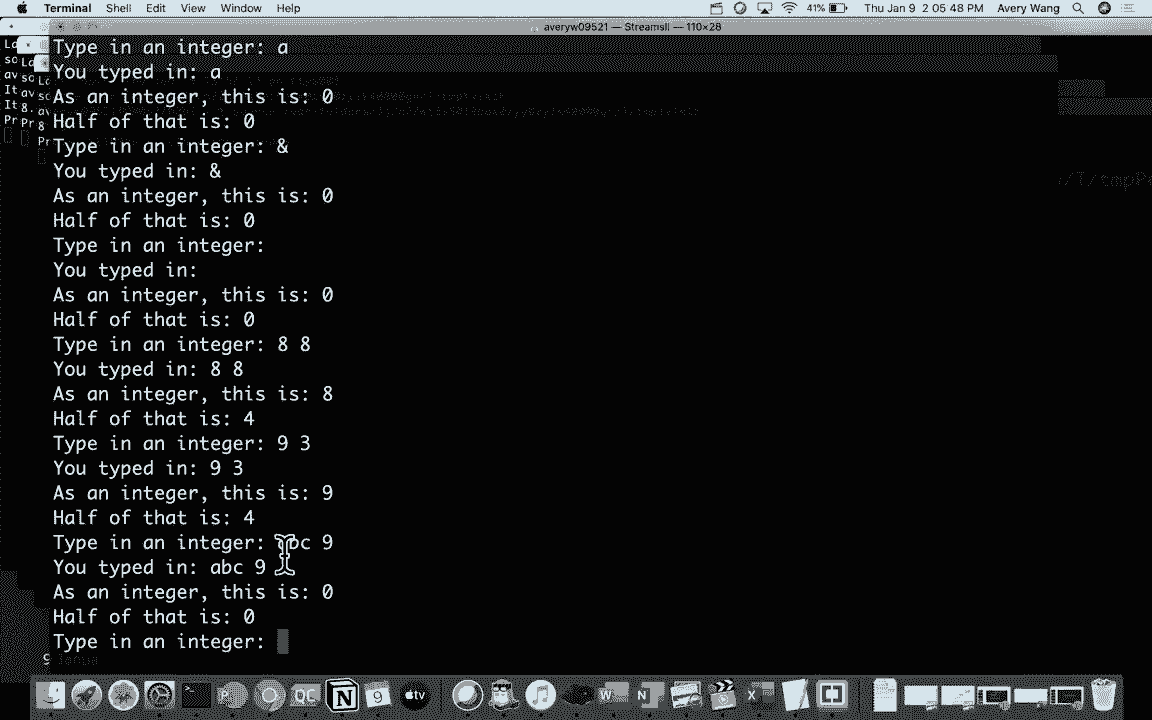 Terminal Shell Edit View Window Help 41% Thu Jan 9 2 05 48 PM Avery Wang
averyw09521 — StreamsII — 110×28
Type in an integer: a
You typed in: a
As an integer, this is: 0
Half of that is: 0
Type in an integer: &
You typed in: &
As an integer, this is: 0
Half of that is: 0
Type in an integer:
You typed in:
As an integer, this is: 0
Half of that is: 0
Type in an integer: 8 8
You typed in: 8 8
As an integer, this is: 8
Half of that is: 4
Type in an integer: 9 3
You typed in: 9 3
As an integer, this is: 9
Half of that is: 4
Type in an integer: abc 9
You typed in: abc 9
As an integer, this is: 0
Half of that is: 0
Type in an integer: